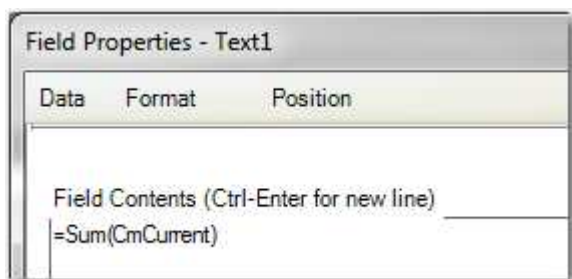 Field Properties - Text1
Data Format Position
Field Contents (Ctrl-Enter for new line)
=Sum(CmCurrent)